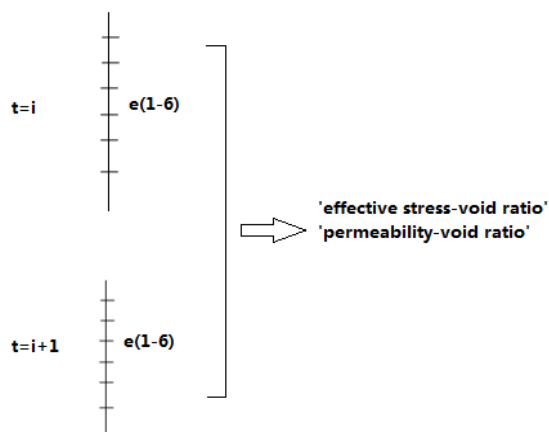 t=i
e(1-6)
'effective stress-void ratio'
'permeability-void ratio'
t=i+1
e(1-6)